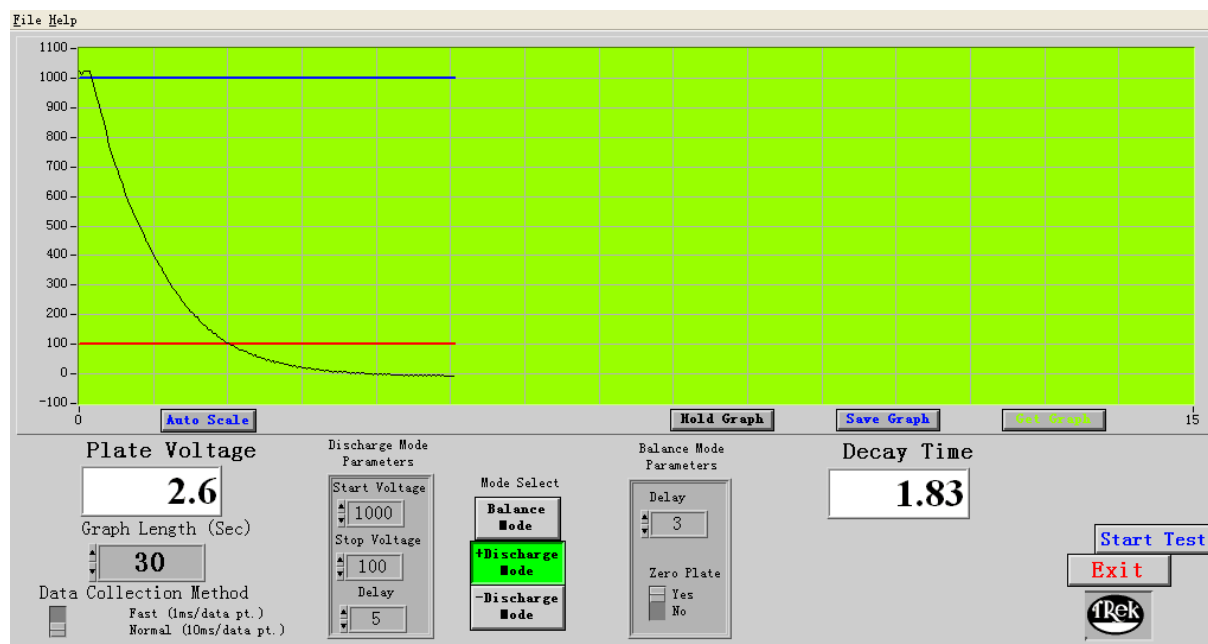 File Help
1100
1000
900
800
700
600
500
400
300
200
100
0
-100
0
15
Auto Scale
Hold Graph
Save Graph
Get Graph
Plate Voltage
2.6
Graph Length (Sec)
30
Data Collection Method
Fast (1ms/data pt.)
Normal (10ms/data pt.)
Discharge Mode
Parameters
Start Voltage
1000
Stop Voltage
100
Delay
5
Mode Select
Balance
Mode
+Discharge
Mode
-Discharge
Mode
Balance Mode
Parameters
Delay
3
Zero Plate
Yes
No
Decay Time
1.83
Start Test
Exit
TRek